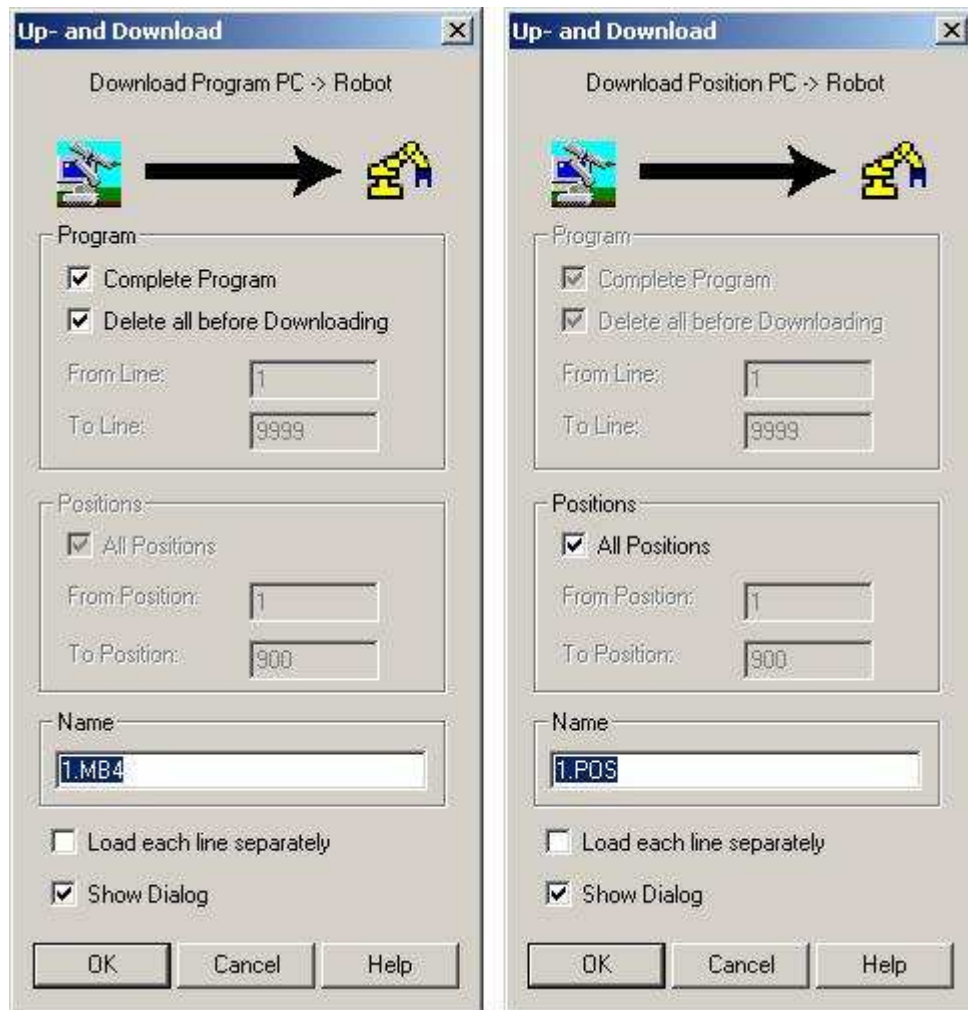 Up- and Download
Download Program PC -> Robot
Program
Complete Program
Delete all before Downloading
From Line:
1
To Line:
9999
Positions
All Positions
From Position:
1
To Position:
900
Name
1.MB4
Load each line separately
Show Dialog
OK
Cancel
Help
Up- and Download
Download Position PC -> Robot
Program
Complete Program
Delete all before Downloading
From Line:
1
To Line:
9999
Positions
All Positions
From Position:
1
To Position:
900
Name
1.POS
Load each line separately
Show Dialog
OK
Cancel
Help